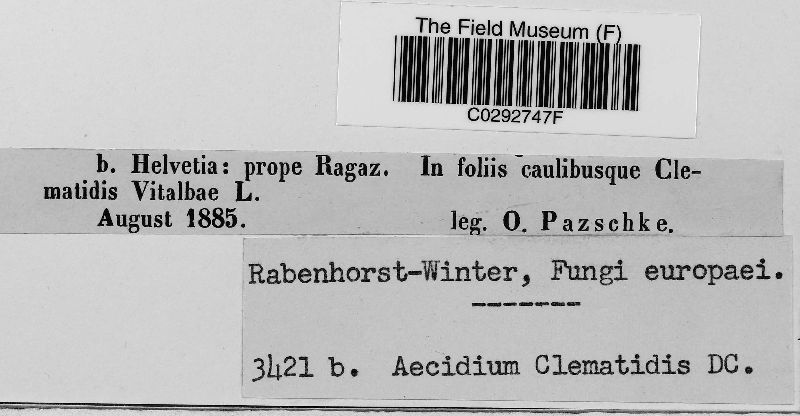 The Field Museum (F)
C0292747F
b. Helvetia: prope Ragaz. In foliis caulibusque Cle-
matidis Vitalbae L.
August 1885. leg. O. Pazschke.
Rabenhorst-Winter, Fungi europaei.
-------
3421 b. Aecidium Clematidis DC.